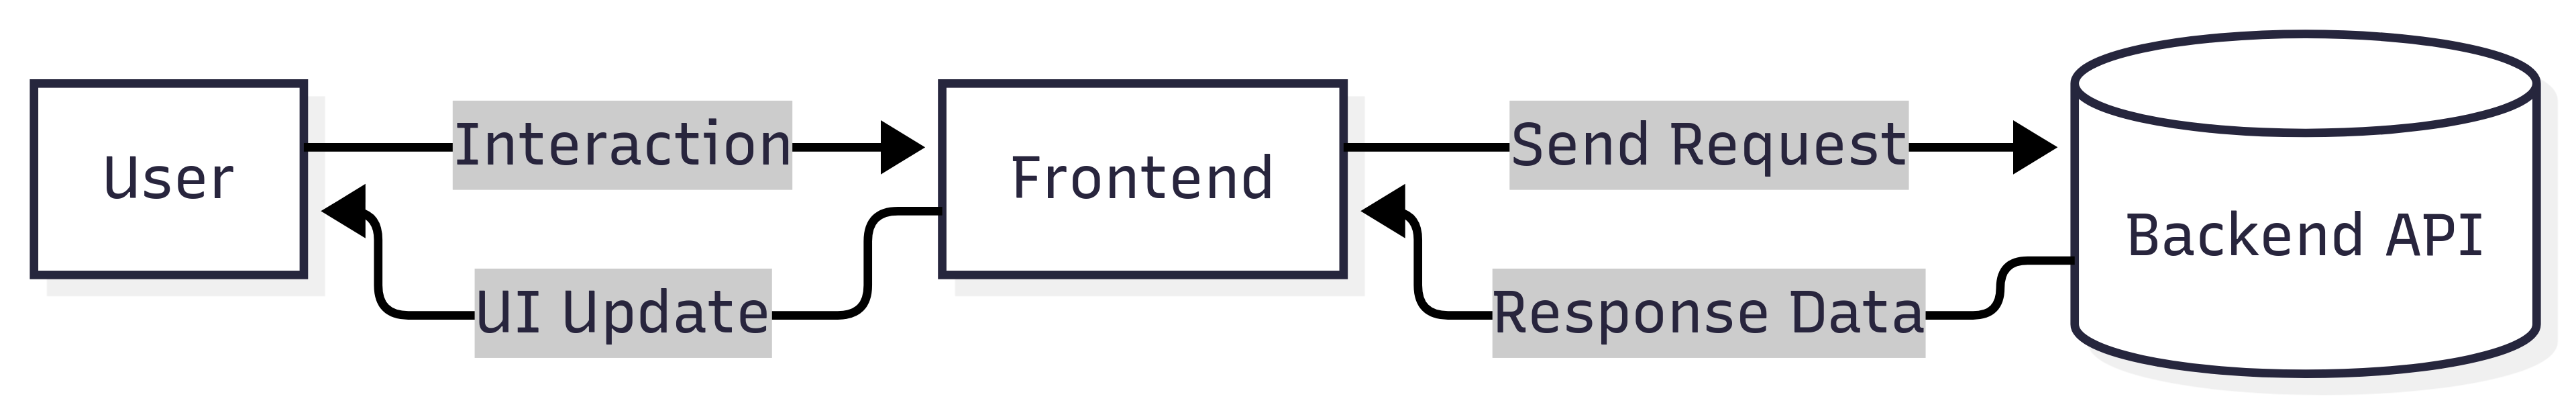 User
Interaction
UI Update
Frontend
Send Request
Response Data
Backend API